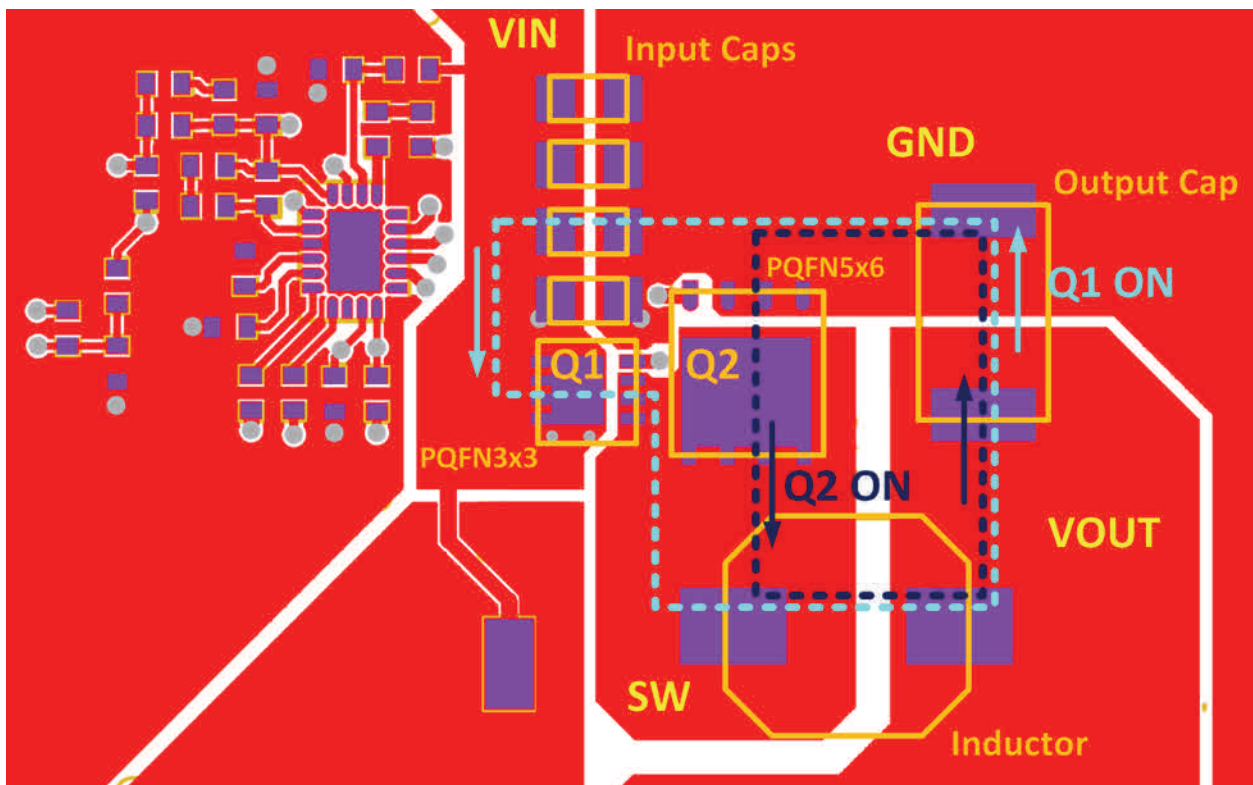 VIN
Input Caps
GND
Output Cap
PQFN5x6
Q1 ON
Q1
Q2
PQFN3x3
Q2 ON
VOUT
SW
Inductor